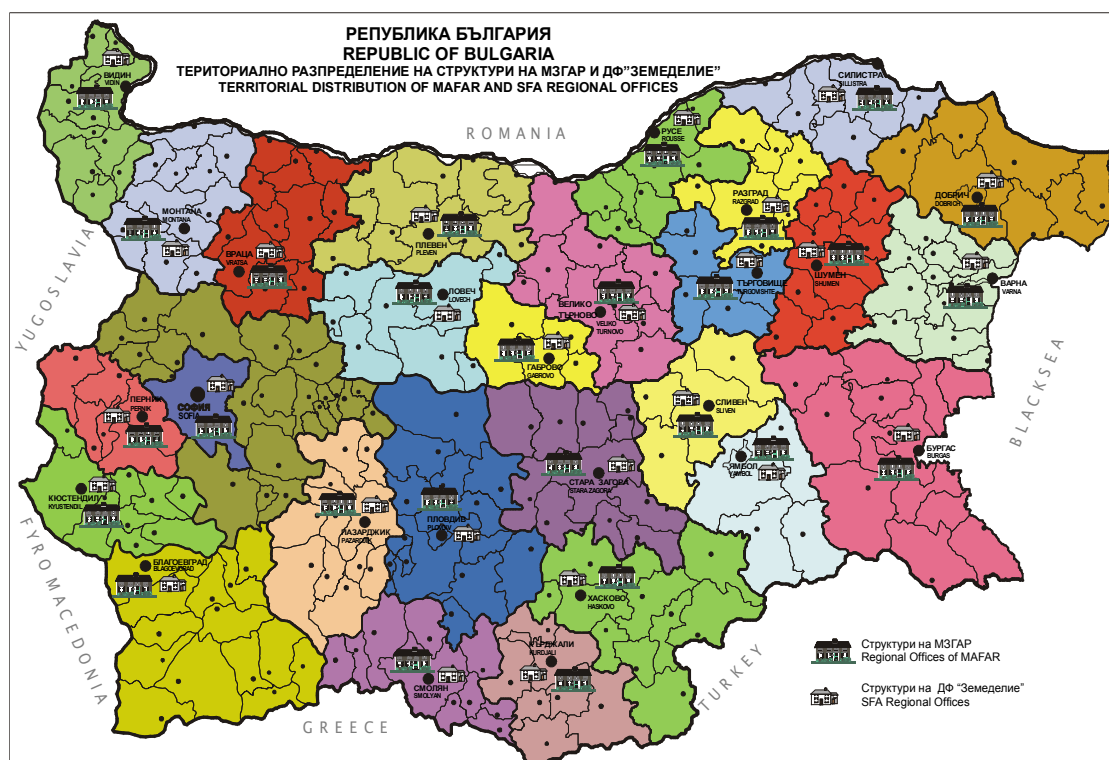 РЕПУБЛИКА БЪЛГАРИЯ
REPUBLIC OF BULGARIA
ТЕРИТОРИАЛНО РАЗПРЕДЕЛЕНИЕ НА СТРУКТУРИ НА МЗГАР И ДФ"ЗЕМЕДЕЛИЕ"
TERRITORIAL DISTRIBUTION OF MAFAR AND SFA REGIONAL OFFICES
ROMANIA
YUGOSLAVIA
FYROMACEDONIA
GREECE
TURKEY
BLACKSEA
ВИДИН
VIDIN
СИЛИСТРА
SILLISTRA
РУСЕ
ROUSSE
ДОБРИЧ
DOBRICH
РАЗГРАД
RAZGRAD
МОНТАНА
MONTANA
ПЛЕВЕН
PLEVEN
ВРАЦА
VRATSA
ШУМЕН
SHUMEN
ТЪРГОВИЩЕ
TARGOVISHTE
ВАРНА
VARNA
ЛОВЕЧ
LOVECH
ВЕЛИКО
ТЪРНОВО
VELIKO
TURNOVO
ГАБРОВО
GABROVO
ПЕРНИК
PERNIK
СОФИЯ
SOFIA
СЛИВЕН
SLIVEN
БУРГАС
BURGAS
ЯМБОЛ
YAMBOL
СТАРА ЗАГОРА
STARA ZAGORA
КЮСТЕНДИЛ
KYUSTENDIL
ПАЗАРДЖИК
PAZARDJIK
ПЛОВДИВ
PLOVDIV
БЛАГОЕВГРАД
BLAGOEVGRAD
ХАСКОВО
HASKOVO
КЪРДЖАЛИ
KURDJALI
СМОЛЯН
SMOLYAN
Структури на МЗГАР
Regional Offices of MAFAR
Структури на ДФ "Земеделие"
SFA Regional Offices